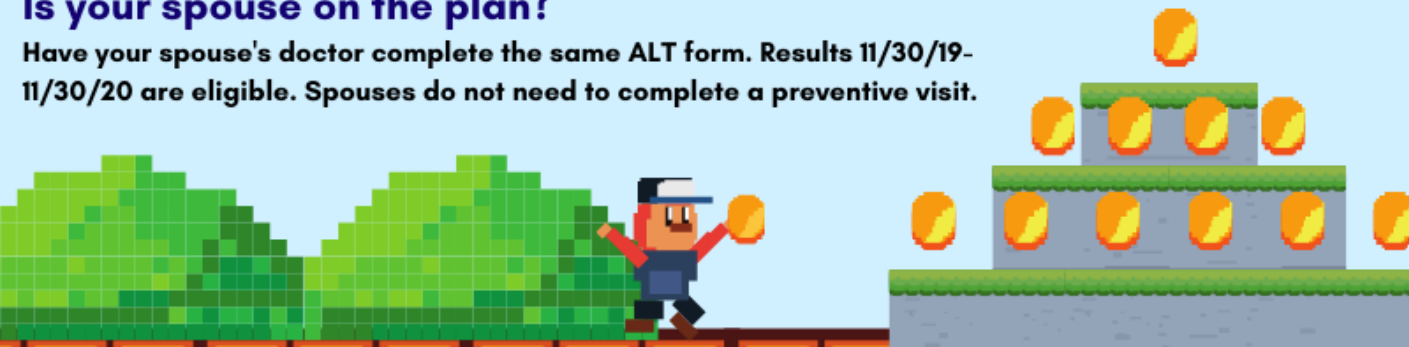 Is your spouse on the plan?
Have your spouse's doctor complete the same ALT form. Results 11/30/19-
11/30/20 are eligible. Spouses do not need to complete a preventive visit.